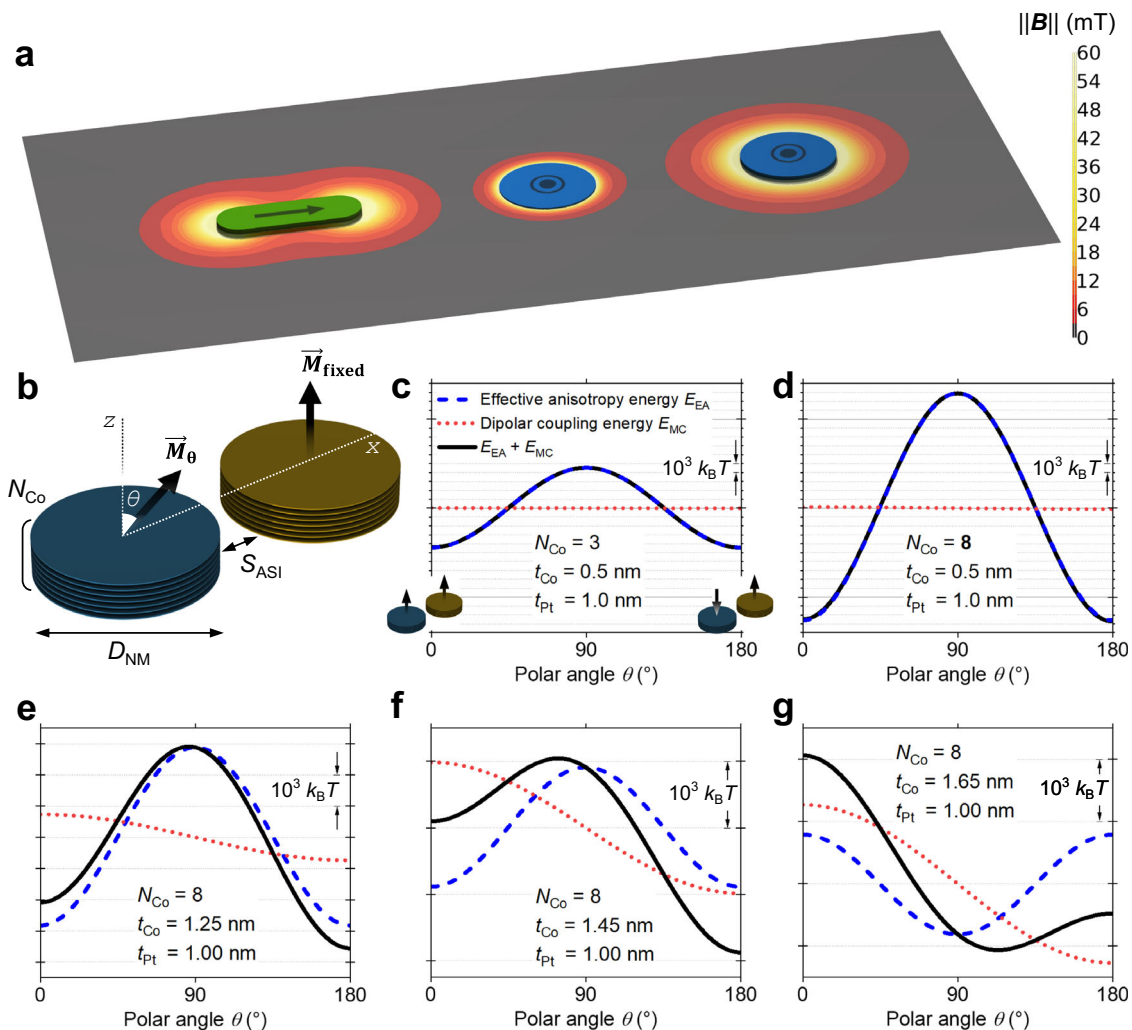 a
||B|| (mT)
60
54
48
42
36
30
24
18
12
6
0
b
z
M⃗θ
θ
M⃗fixed
x
NCo
SASI
DNM
c
Effective anisotropy energy EEA
Dipolar coupling energy EMC
EEA + EMC
10³ kBT
NCo = 3
tCo = 0.5 nm
tPt = 1.0 nm
0 90 180
Polar angle θ (°)
d
10³ kBT
NCo = 8
tCo = 0.5 nm
tPt = 1.0 nm
0 90 180
Polar angle θ (°)
e
10³ kBT
NCo = 8
tCo = 1.25 nm
tPt = 1.00 nm
0 90 180
Polar angle θ (°)
f
10³ kBT
NCo = 8
tCo = 1.45 nm
tPt = 1.00 nm
0 90 180
Polar angle θ (°)
g
NCo = 8
tCo = 1.65 nm
tPt = 1.00 nm
10³ kBT
0 90 180
Polar angle θ (°)